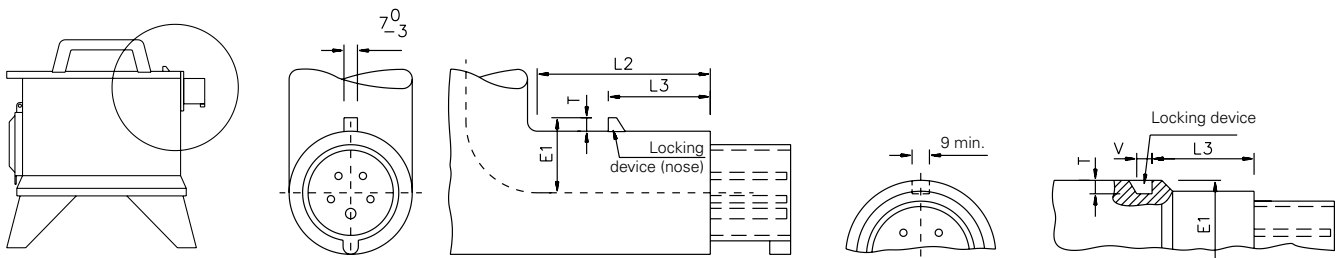 7 0 -3
L2
L3
T
E1
Locking
device (nose)
9 min.
Locking device
V
L3
T
E1